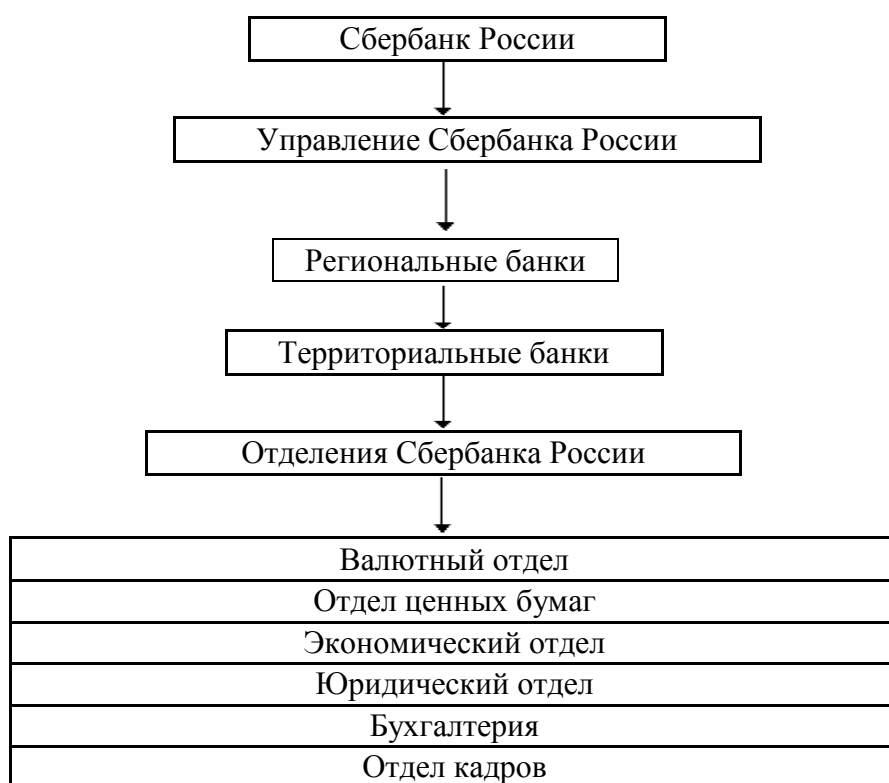 Сбербанк России
Управление Сбербанка России
Региональные банки
Территориальные банки
Отделения Сбербанка России
Валютный отдел
Отдел ценных бумаг
Экономический отдел
Юридический отдел
Бухгалтерия
Отдел кадров